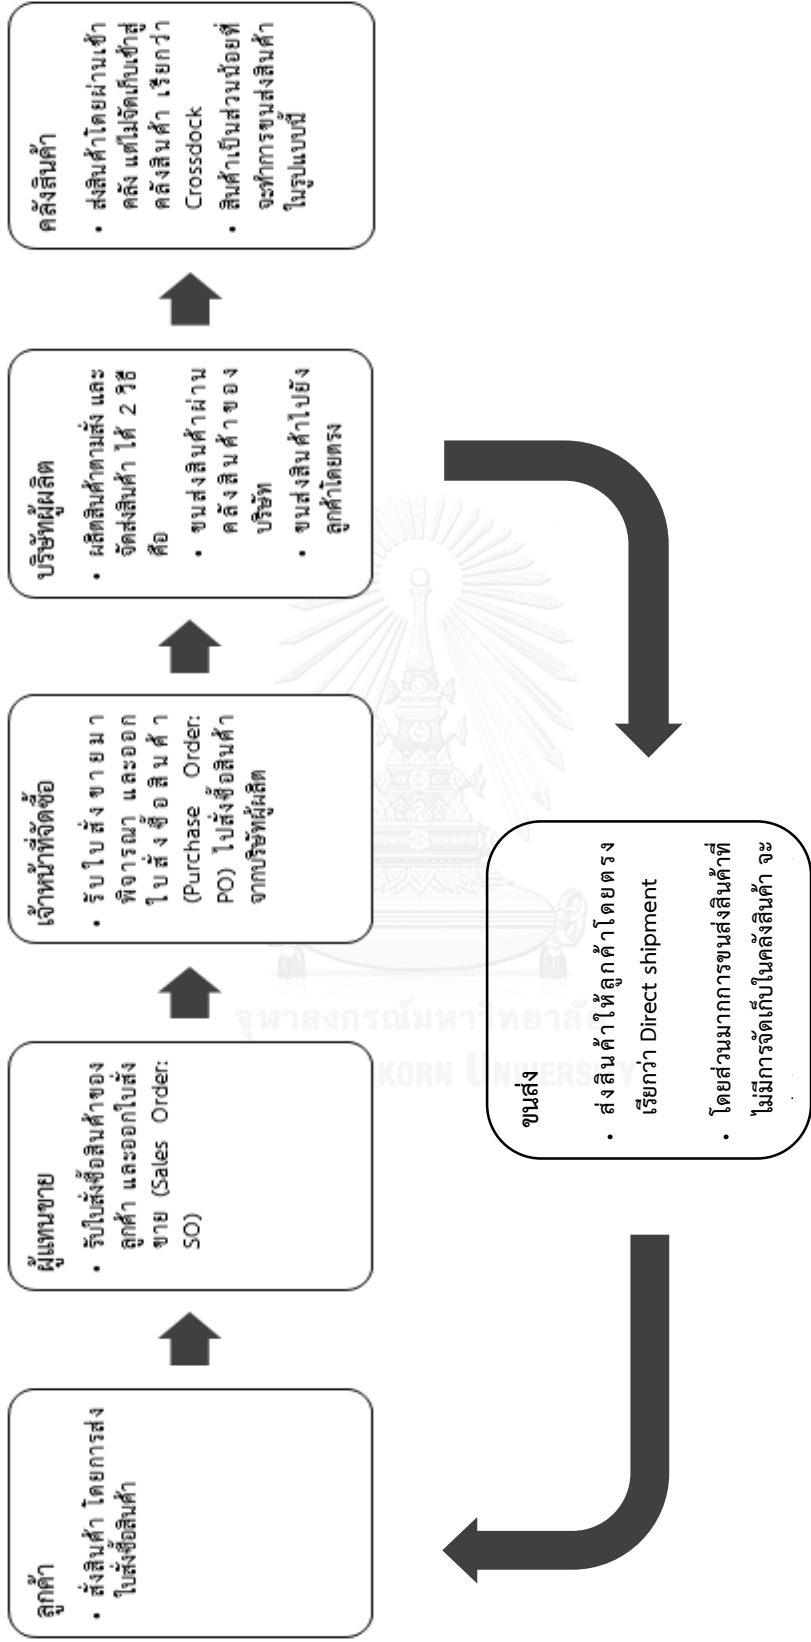 ลูกค้า
• สั่งสินค้า โดยการส่ง
ใบสั่งซื้อสินค้า
ผู้แทนขาย
• รับใบสั่งซื้อสินค้าของ
ลูกค้า และออกใบสั่ง
ขาย (Sales Order:
SO)
เจ้าหน้าที่จัดซื้อ
• รับใบสั่งขายมา
พิจารณา และออก
ใบสั่งซื้อสินค้า
(Purchase Order:
PO) ไปสั่งซื้อสินค้า
จากบริษัทผู้ผลิต
บริษัทผู้ผลิต
• ผลิตสินค้าตามสั่ง และ
จัดส่งสินค้า ได้ 2 วิธี
คือ
• ขนส่งสินค้าผ่าน
คลังสินค้าของ
บริษัท
• ขนส่งสินค้าไปยัง
ลูกค้าโดยตรง
คลังสินค้า
• ส่งสินค้าโดยผ่านเข้า
คลัง แต่ไม่จัดเก็บเข้าสู่
คลังสินค้า เรียกว่า
Crossdock
• สินค้าเป็นส่วนน้อยที่
จะทำการขนส่งสินค้า
ในรูปแบบนี้
ขนส่ง
• ส่งสินค้าให้ลูกค้าโดยตรง
เรียกว่า Direct shipment
• โดยส่วนมากการขนส่งสินค้าที่
ไม่มีการจัดเก็บในคลังสินค้า จะ
จุฬาลงกรณ์มหาวิทยาลัย
KORN UNIVERSITY